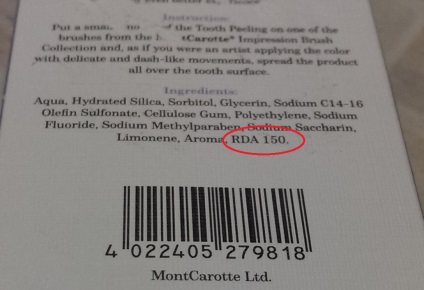 Instruction:
Put a no the Tooth Peeling on one of the
brushes from the Carotte® Impression Brush
Collection and, as if you were an artist applying the color
with delicate and dash-like movements, spread the product
all over the tooth surface.
Ingredients:
Aqua, Hydrated Silica, Sorbitol, Glycerin, Sodium C14-16
Olefin Sulfonate, Cellulose Gum, Polyethylene, Sodium
Fluoride, Sodium Methylparaben, Sodium Saccharin,
Limonene, Aroma, RDA 150.
4 022405 279818
MontCarotte Ltd.